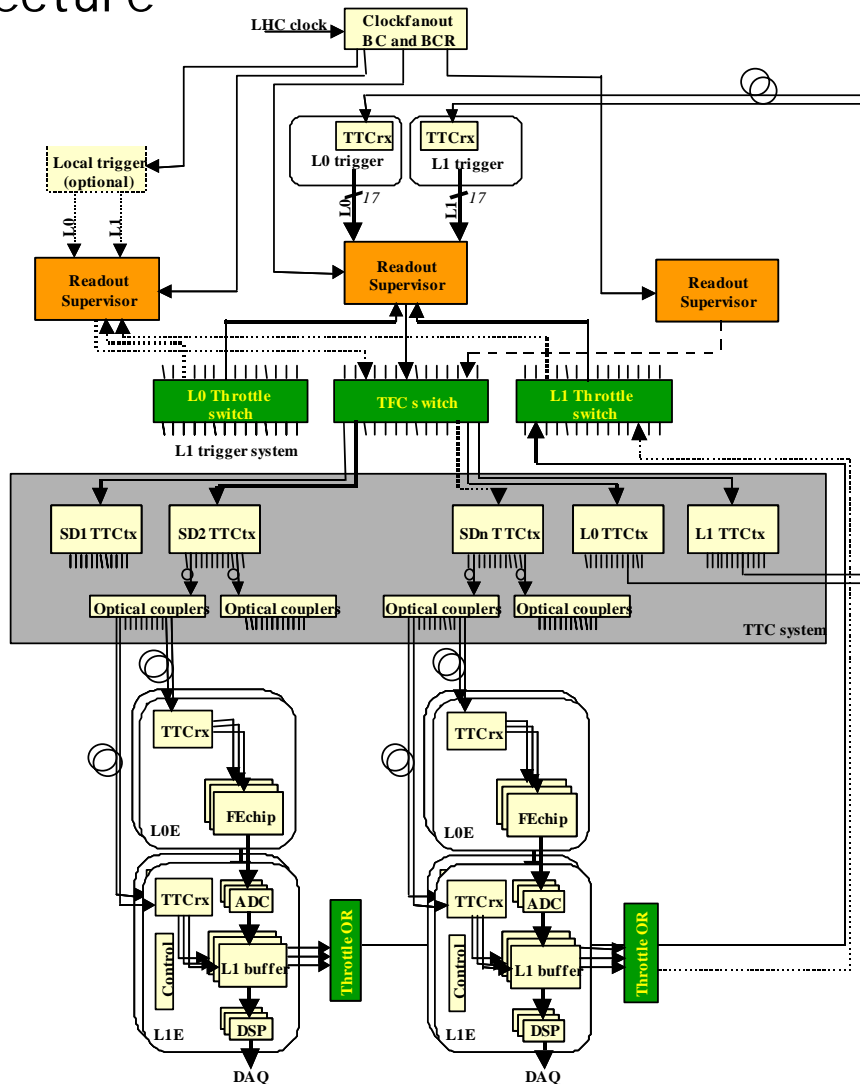 LHC clock
Clockfanout
BC and BCR
TTCrx
L0 trigger
TTCrx
L1 trigger
Local trigger
(optional)
L0
L1
L0
17
L1
17
Readout
Supervisor
Readout
Supervisor
Readout
Supervisor
L0 Throttle
switch
TFC switch
L1 Throttle
switch
L1 trigger system
SD1 TTCtx
SD2 TTCtx
SDn TTCtx
L0 TTCtx
L1 TTCtx
Optical couplers
Optical couplers
Optical couplers
Optical couplers
TTC system
TTCrx
FEchip
L0E
TTCrx
FEchip
L0E
TTCrx
ADC
Control
L1 buffer
Throttle OR
DSP
L1E
DAQ
TTCrx
ADC
Control
L1 buffer
Throttle OR
DSP
L1E
DAQ